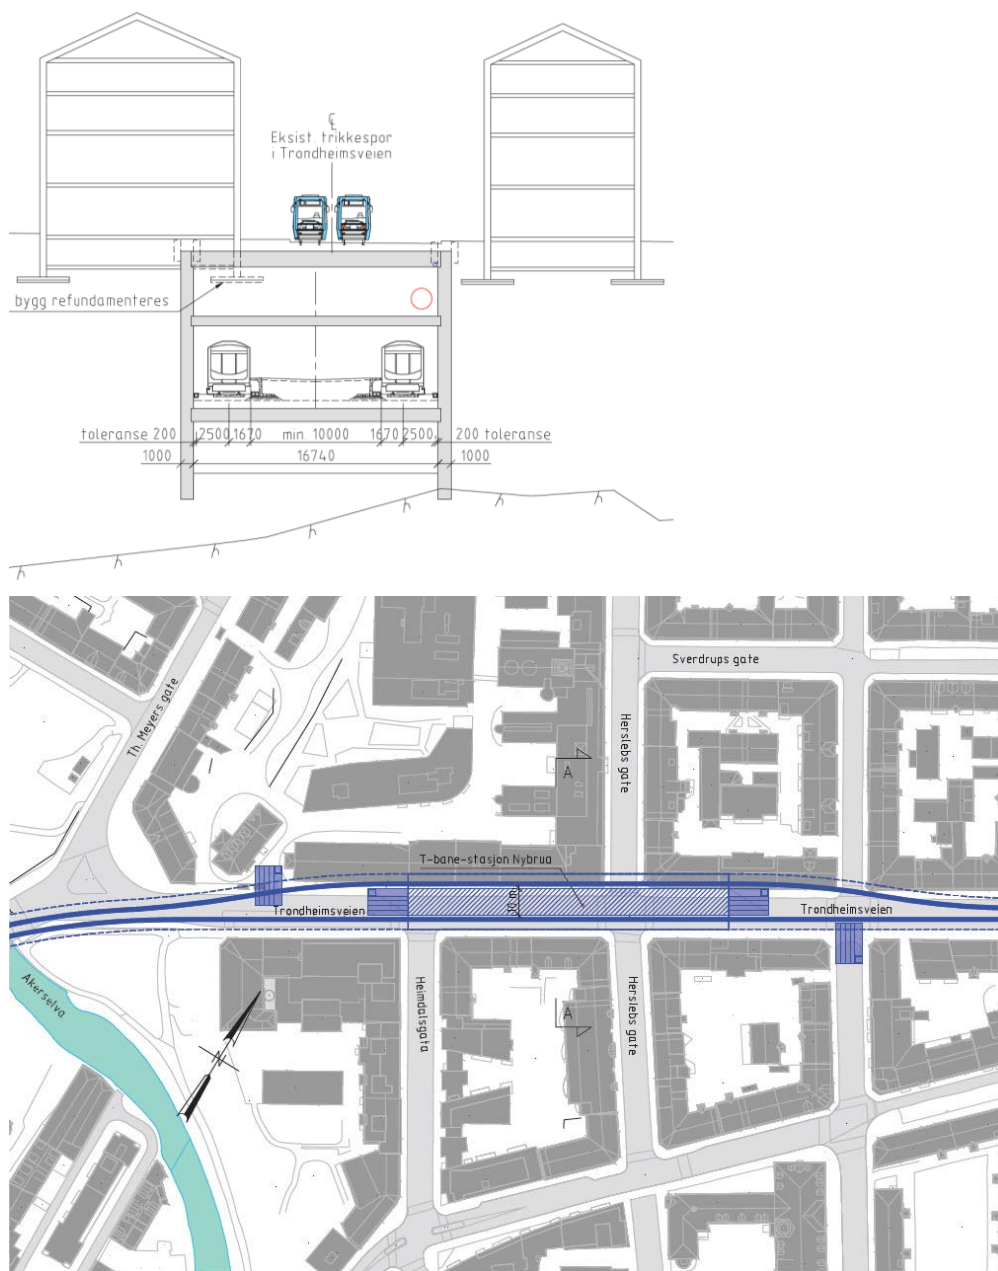 ℄
Eksist. trikkespor
i Trondheimsveien
bygg refundamenteres
toleranse 200
2500
1670
min. 10000
1670
2500
200 toleranse
1000
16740
1000
Sverdrups gate
Th. Meyers gate
Herslebs gate
A
T-bane-stasjon Nybrua
10 m
Trondheimsveien
Trondheimsveien
Akerselva
Heimdalsgata
Herslebs gate
A
N